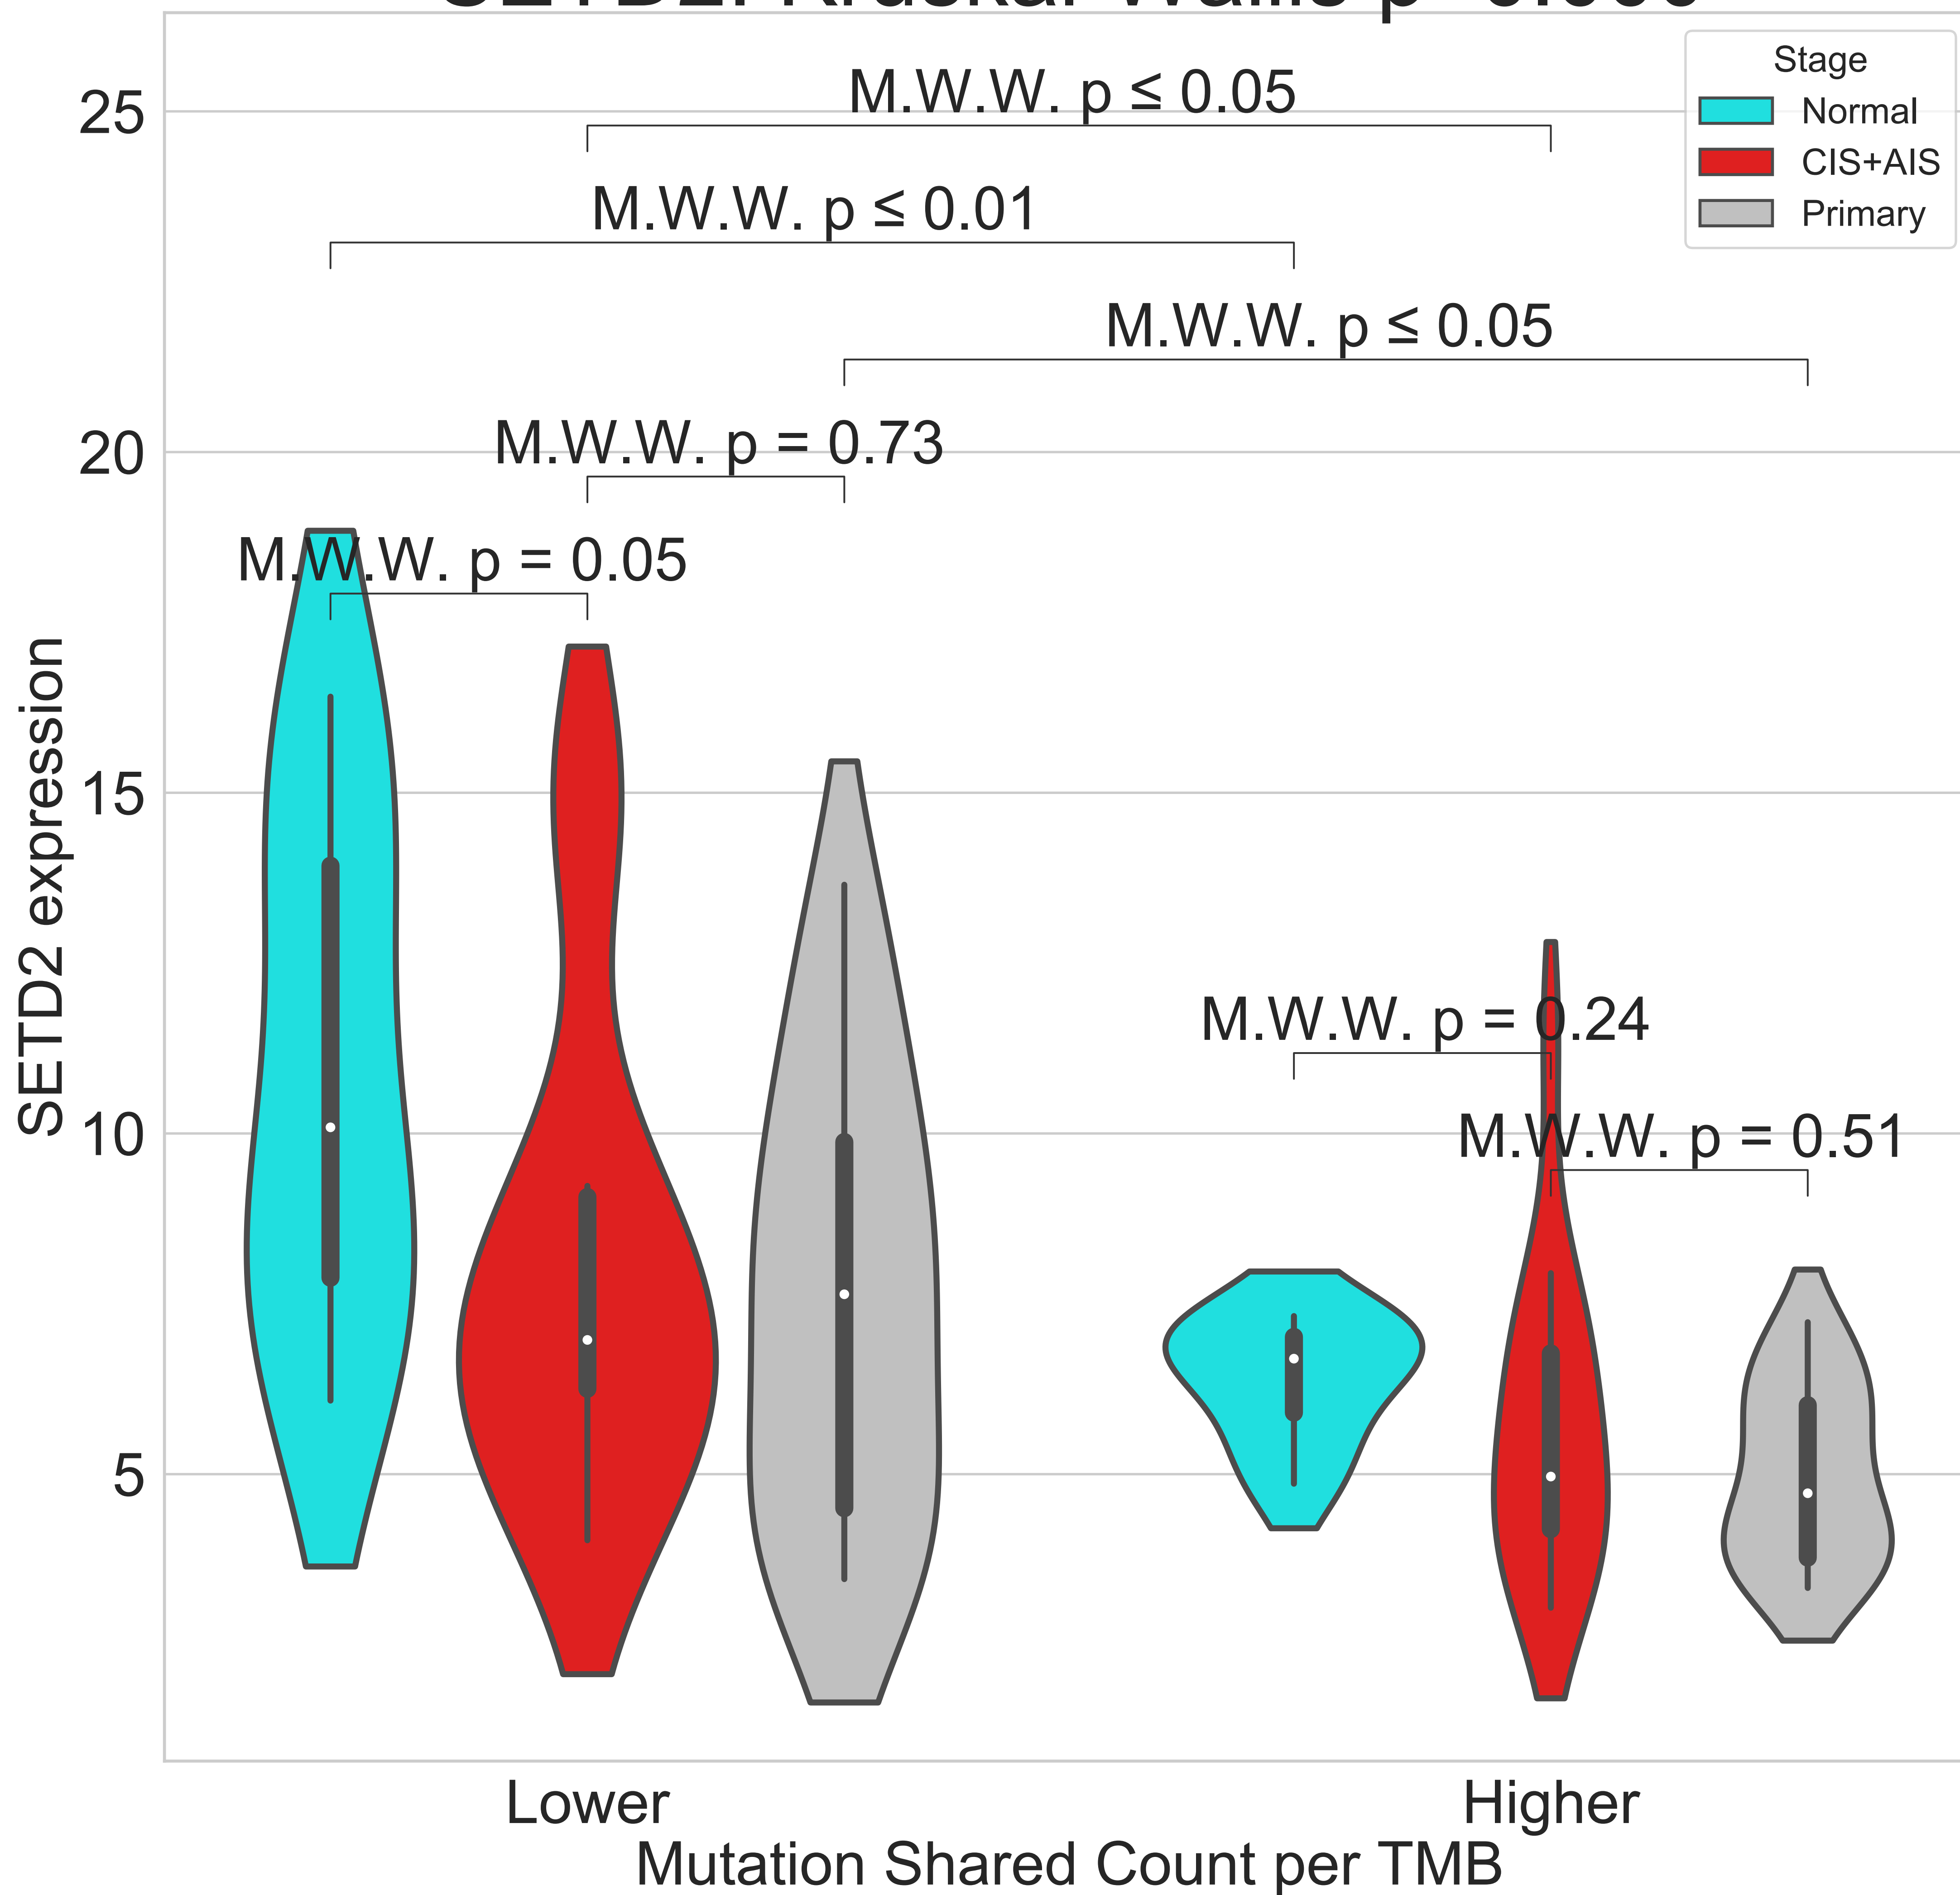 Stage
Normal
CIS+AIS
Primary
M.W.W. p ≤ 0.05
M.W.W. p ≤ 0.01
M.W.W. p ≤ 0.05
M.W.W. p = 0.73
M.W.W. p = 0.05
M.W.W. p = 0.24
M.W.W. p = 0.51
25
20
15
10
5
SETD2 expression
Lower
Higher
Mutation Shared Count per TMB